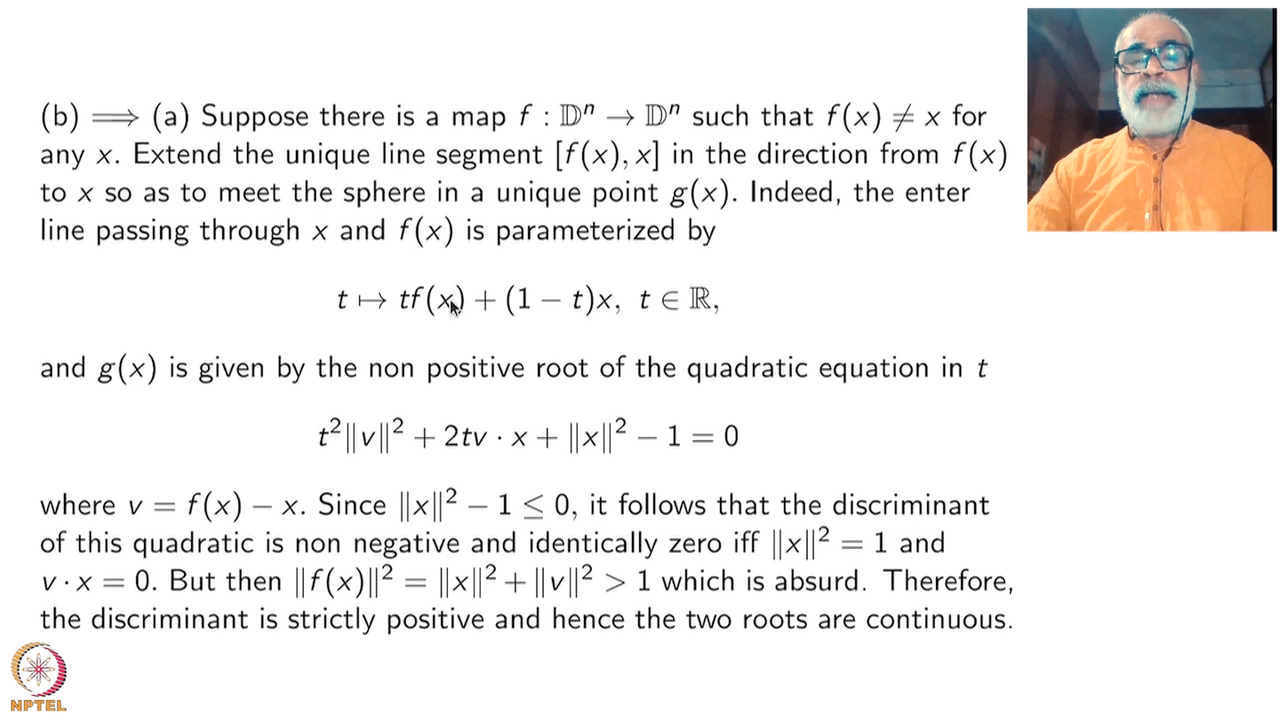 (b) ⟹ (a) Suppose there is a map f : 𝔻ⁿ → 𝔻ⁿ such that f(x) ≠ x for
any x. Extend the unique line segment [f(x), x] in the direction from f(x)
to x so as to meet the sphere in a unique point g(x). Indeed, the enter
line passing through x and f(x) is parameterized by
t ↦ tf(x) + (1 − t)x, t ∈ ℝ,
and g(x) is given by the non positive root of the quadratic equation in t
t²‖v‖² + 2tv · x + ‖x‖² − 1 = 0
where v = f(x) − x. Since ‖x‖² − 1 ≤ 0, it follows that the discriminant
of this quadratic is non negative and identically zero iff ‖x‖² = 1 and
v · x = 0. But then ‖f(x)‖² = ‖x‖² + ‖v‖² > 1 which is absurd. Therefore,
the discriminant is strictly positive and hence the two roots are continuous.
NPTEL